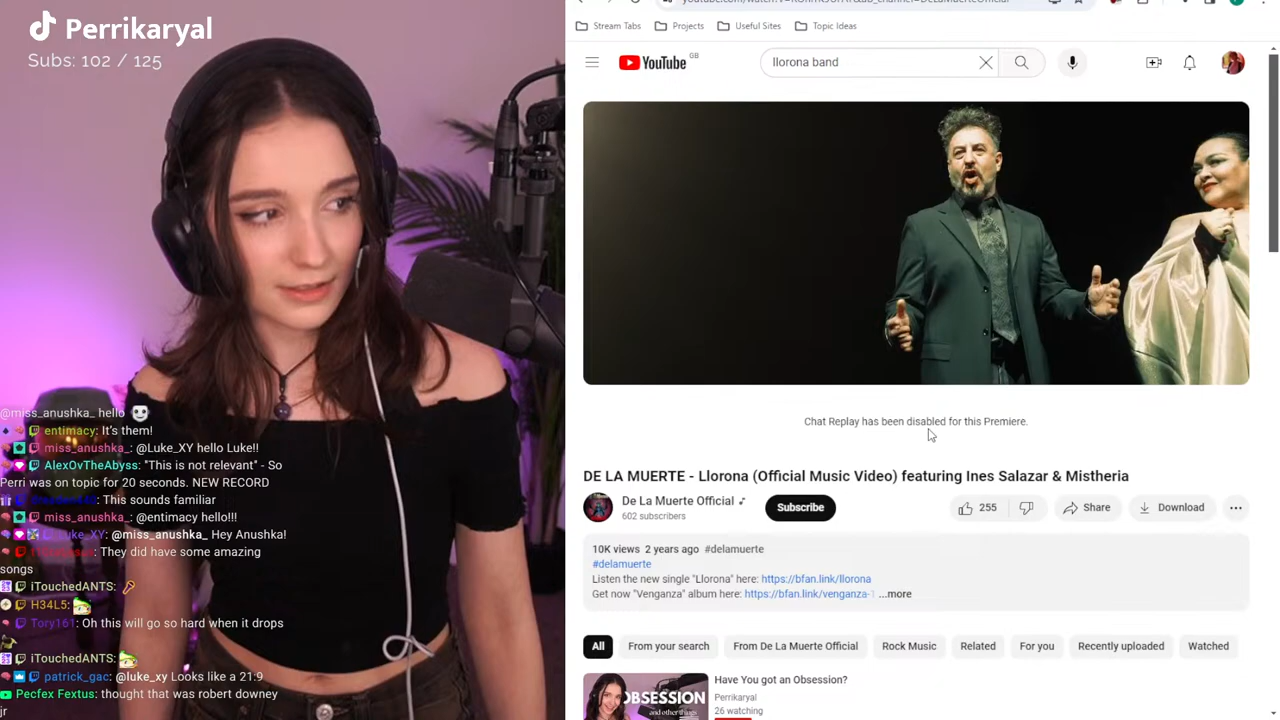 Perrikaryal
Subs: 102 / 125
@miss_anushka_ hello
entimacy: It's them!
miss_anushka_: @Luke_XY hello Luke!!
AlexOvTheAbyss: "This is not relevant" - So
Perri was on topic for 20 seconds. NEW RECORD
This sounds familiar
miss_anushka_: @entimacy hello!!!
Luke_XY: @miss_anushka_ Hey Anushka!
They did have some amazing
songs
iTouchedANTS:
H34L5:
Tory161: Oh this will go so hard when it drops
iTouchedANTS:
patrick_gac: @luke_xy Looks like a 21:9
Pecfex Fextus: thought that was robert downey
jr
Stream Tabs Projects Useful Sites Topic Ideas
YouTube GB
llorona band
Chat Replay has been disabled for this Premiere.
DE LA MUERTE - Llorona (Official Music Video) featuring Ines Salazar & Mistheria
De La Muerte Official
602 subscribers
Subscribe
255
Share
Download
10K views 2 years ago #delamuerte
#delamuerte
Listen the new single "Llorona" here: https://bfan.link/llorona
Get now "Venganza" album here: https://bfan.link/venganza-1 ...more
All From your search From De La Muerte Official Rock Music Related For you Recently uploaded Watched
OBSESSION
and other things
Have You got an Obsession?
Perrikaryal
26 watching